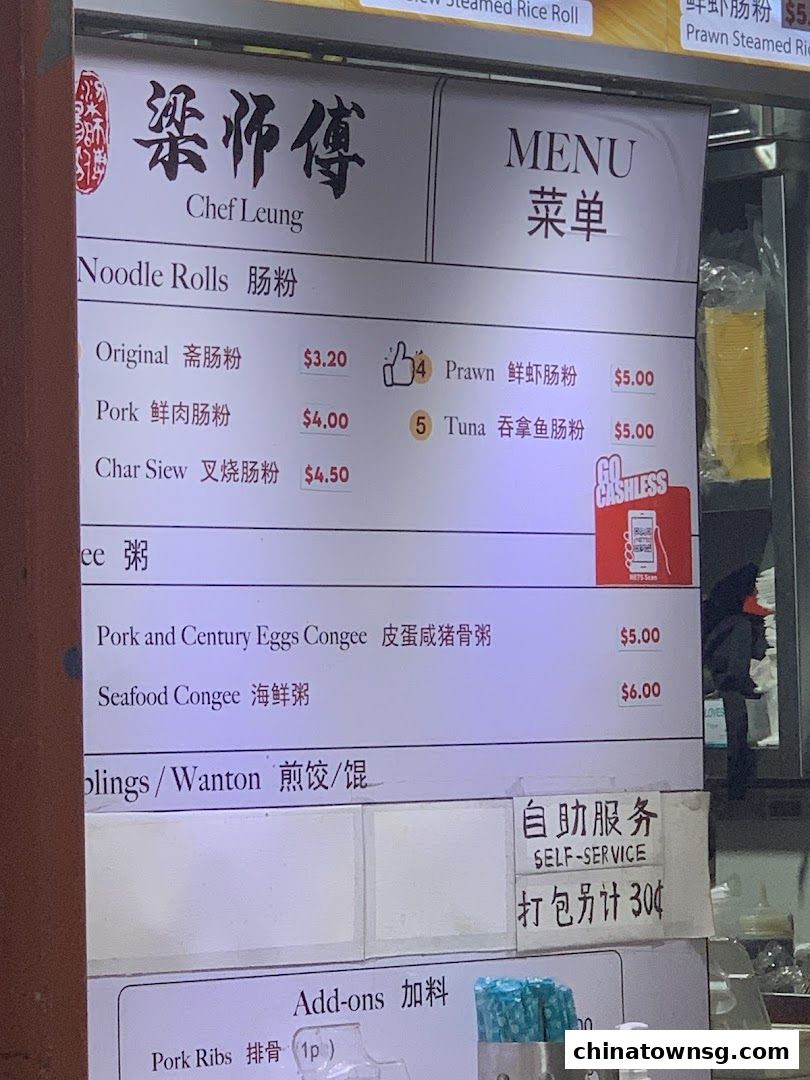 Steamed Rice Roll
鲜虾肠粉
Prawn Steamed
梁师傅
Chef Leung
MENU
菜单
Noodle Rolls 肠粉
Original 斋肠粉 $3.20
Pork 鲜肉肠粉 $4.00
Char Siew 叉烧肠粉 $4.50
4 Prawn 鲜虾肠粉 $5.00
5 Tuna 吞拿鱼肠粉 $5.00
GO
CASHLESS
NETS Scan
粥
Pork and Century Eggs Congee 皮蛋咸猪骨粥 $5.00
Seafood Congee 海鲜粥 $6.00
/ Wanton 煎饺/馄
自助服务
SELF-SERVICE
打包另计 30¢
Add-ons 加料
Pork Ribs 排骨 (1p )
chinatownsg.com